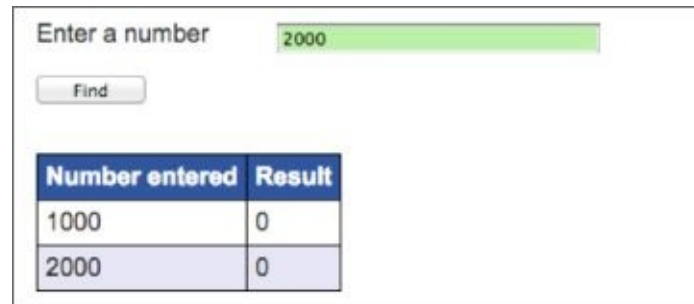 Enter a number 2000
Find
Number entered Result
1000 0
2000 0